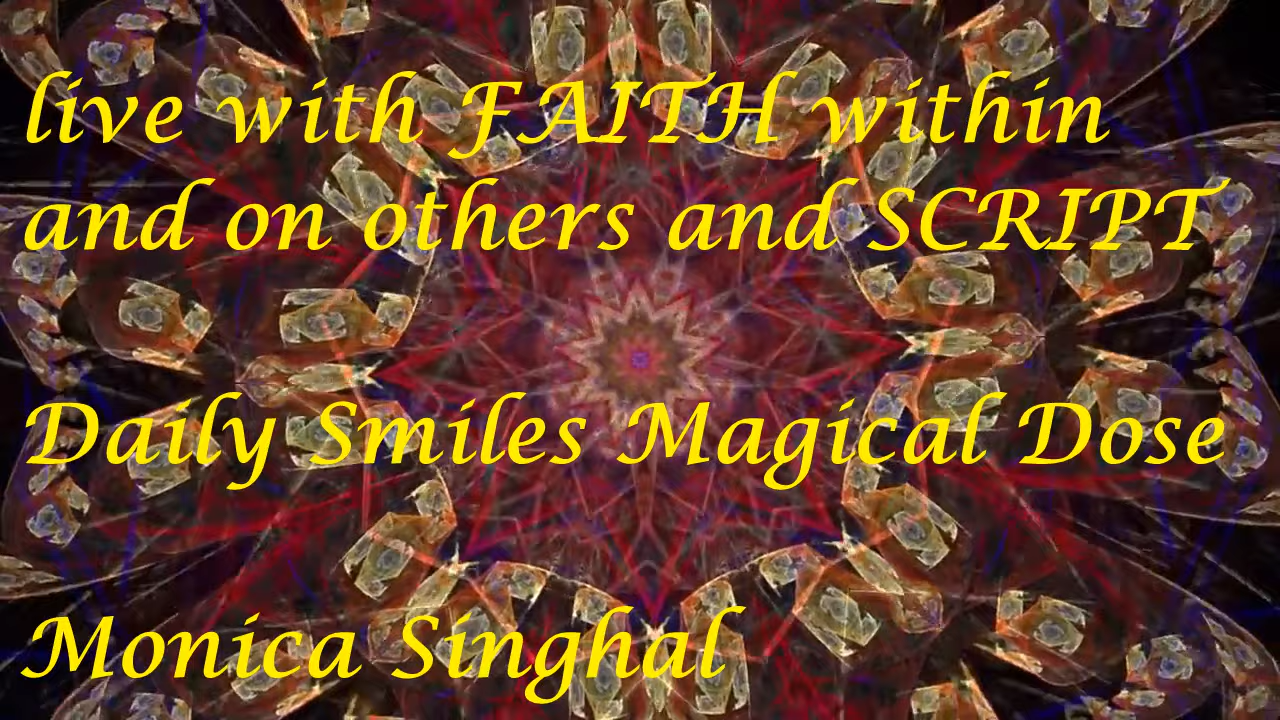 live with FAITH within
and on others and SCRIPT
Daily Smiles Magical Dose
Monica Singhal